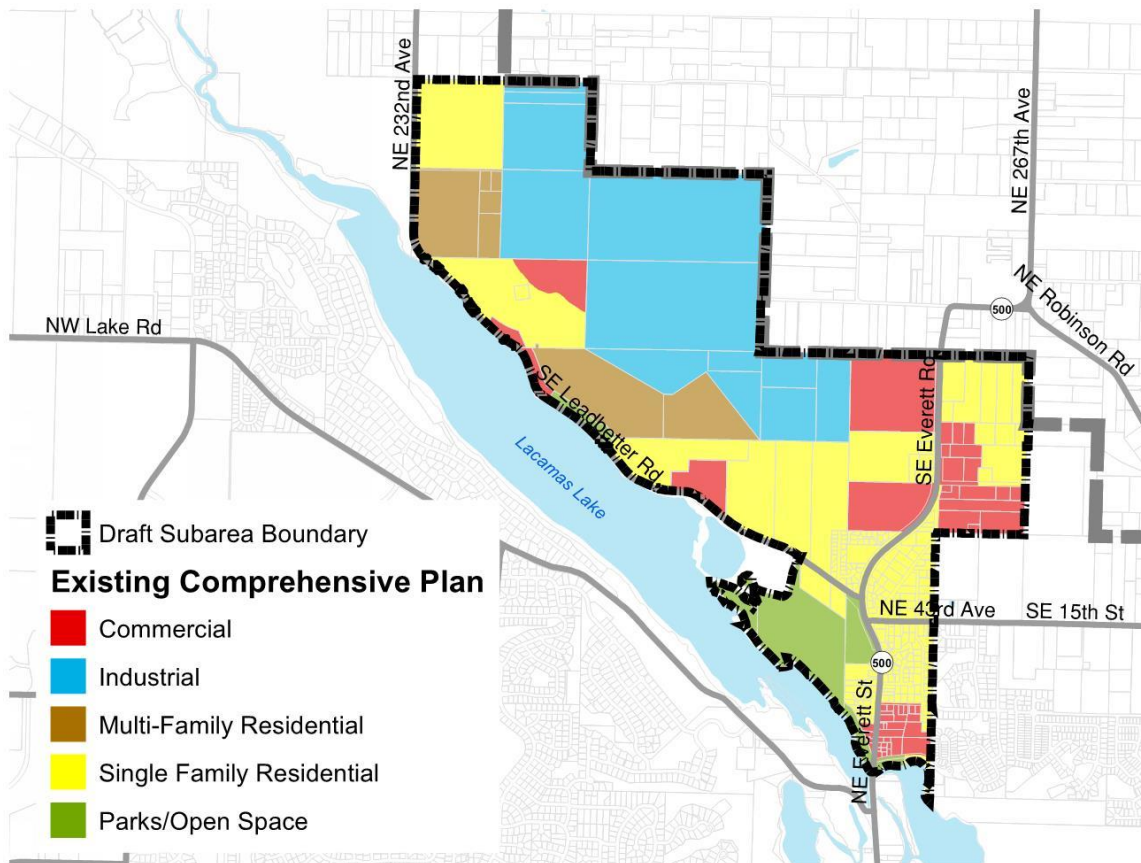 NE 232nd Ave
NE 267th Ave
NE Robinson Rd
500
NW Lake Rd
SE Everett Rd
SE Leadbetter Rd
Lacamas Lake
NE 43rd Ave
SE 15th St
500
NE Everett St
Draft Subarea Boundary
Existing Comprehensive Plan
Commercial
Industrial
Multi-Family Residential
Single Family Residential
Parks/Open Space